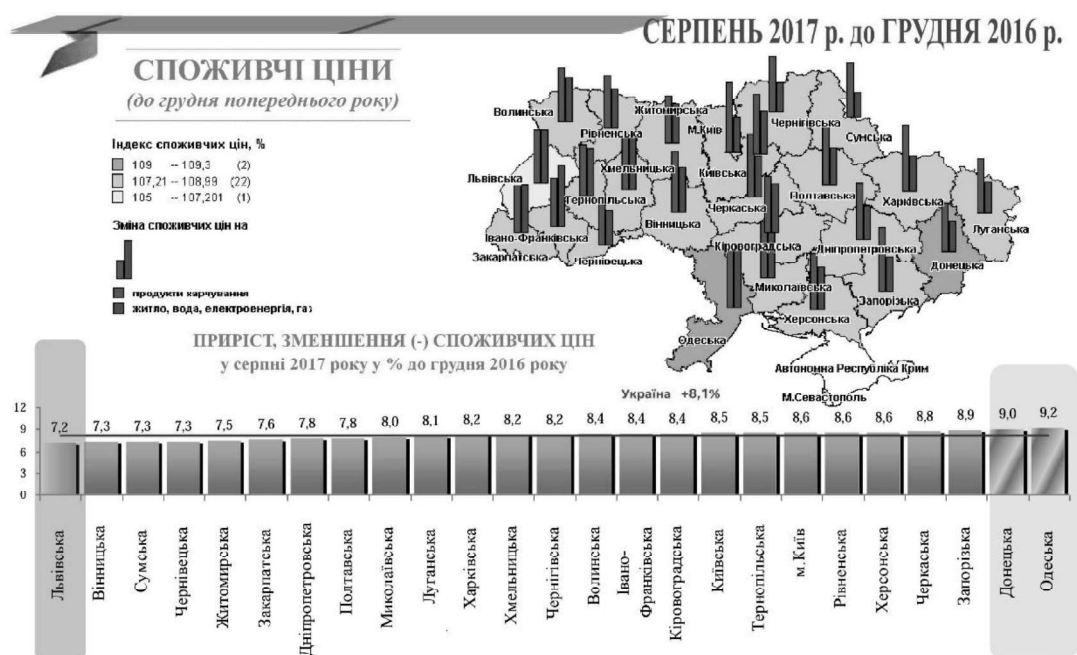 СЕРПЕНЬ 2017 р. до ГРУДНЯ 2016 р.
СПОЖИВЧІ ЦІНИ
(до грудня попереднього року)
Індекс споживчих цін, %
109 -- 109,3 (2)
107,21 -- 108,99 (22)
105 -- 107,201 (1)
Зміна споживчих цін на
продукти харчування
житло, вода, електроенергія, газ
Волинська
Рівненська
Житомирська
м.Київ
Чернігівська
Сумська
Львівська
Тернопільська
Хмельницька
Київська
Полтавська
Харківська
Луганська
Івано-Франківська
Закарпатська
Чернівецька
Вінницька
Черкаська
Кіровоградська
Дніпропетровська
Донецька
Миколаївська
Запорізька
Херсонська
Одеська
Автономна Республіка Крим
м.Севастополь
ПРИРІСТ, ЗМЕНШЕННЯ (-) СПОЖИВЧИХ ЦІН
у серпні 2017 року у % до грудня 2016 року
Україна +8,1%
12
9
6
3
0
7,2 7,3 7,3 7,3 7,5 7,6 7,8 7,8 8,0 8,1 8,2 8,2 8,2 8,4 8,4 8,4 8,5 8,5 8,6 8,6 8,6 8,8 8,9 9,0 9,2
Львівська
Вінницька
Сумська
Чернівецька
Житомирська
Закарпатська
Дніпропетровська
Полтавська
Миколаївська
Луганська
Харківська
Хмельницька
Чернігівська
Волинська
Івано-
Франківська
Кіровоградська
Київська
Тернопільська
м.Київ
Рівненська
Херсонська
Черкаська
Запорізька
Донецька
Одеська